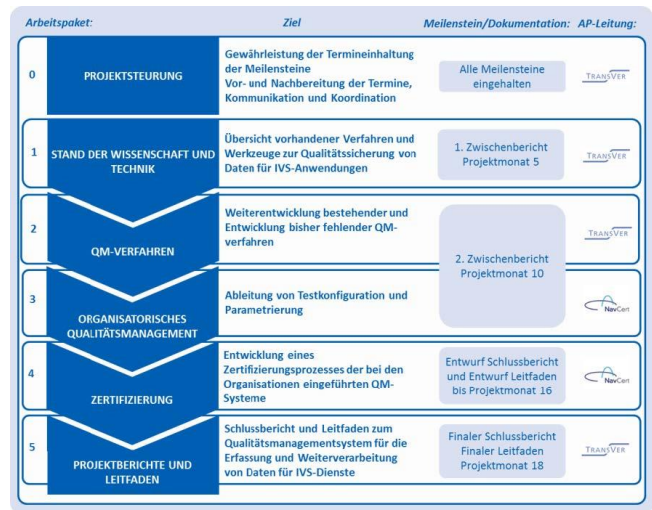 Arbeitspaket: Ziel Meilenstein/Dokumentation: AP-Leitung:
0
PROJEKTSTEURUNG
Gewährleistung der Termineinhaltung
der Meilensteine
Vor- und Nachbereitung der Termine,
Kommunikation und Koordination
Alle Meilensteine
eingehalten
TRANSVER
1
STAND DER WISSENSCHAFT UND
TECHNIK
Übersicht vorhandener Verfahren und
Werkzeuge zur Qualitätssicherung von
Daten für IVS-Anwendungen
1. Zwischenbericht
Projektmonat 5
TRANSVER
2
QM-VERFAHREN
Weiterentwicklung bestehender und
Entwicklung bisher fehlender QM-
verfahren
2. Zwischenbericht
Projektmonat 10
TRANSVER
3
ORGANISATORISCHES
QUALITÄTSMANAGEMENT
Ableitung von Testkonfiguration und
Parametrierung
NavCert
4
ZERTIFIZIERUNG
Entwicklung eines
Zertifizierungsprozesses der bei den
Organisationen eingeführten QM-
Systeme
Entwurf Schlussbericht
und Entwurf Leitfaden
bis Projektmonat 16
NavCert
5
PROJEKTBERICHTE UND
LEITFADEN
Schlussbericht und Leitfaden zum
Qualitätsmanagementsystem für die
Erfassung und Weiterverarbeitung
von Daten für IVS-Dienste
Finaler Schlussbericht
Finaler Leitfaden
Projektmonat 18
TRANSVER